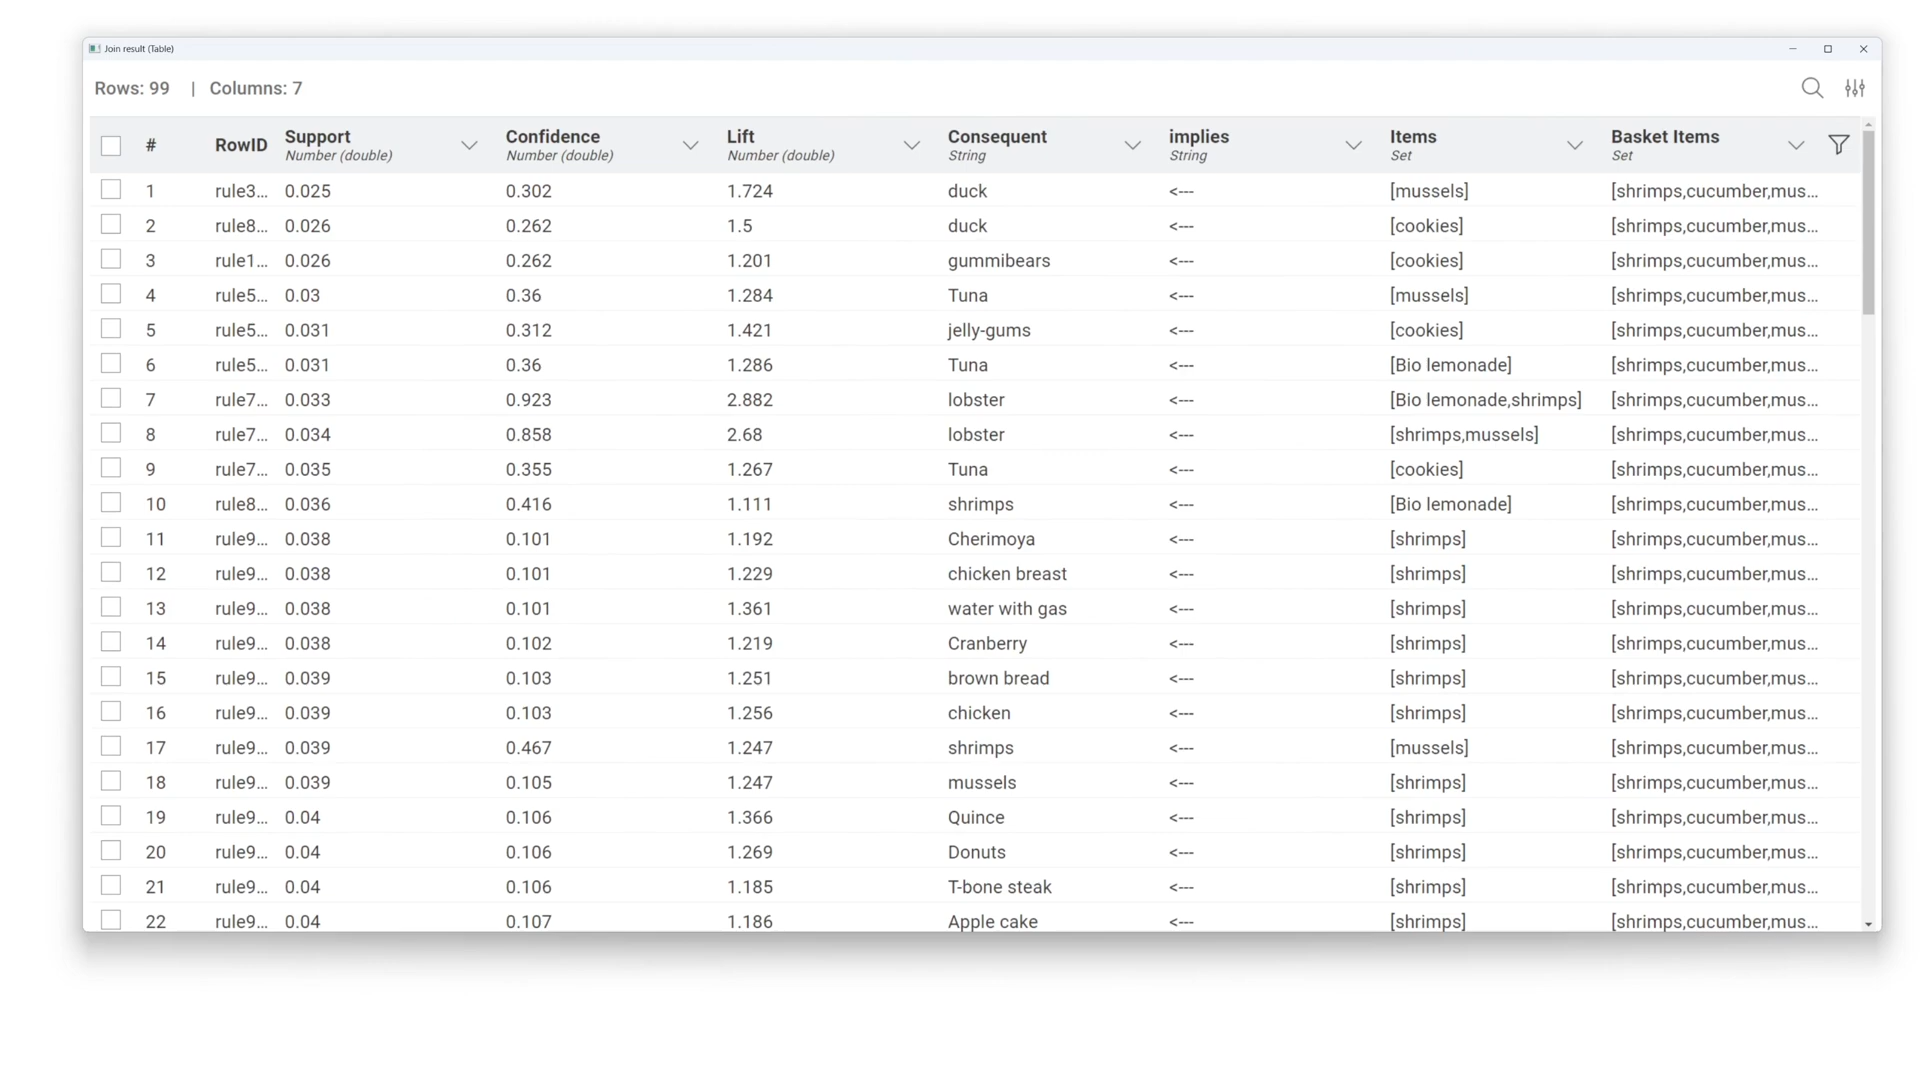 Join result (Table)
Rows: 99 | Columns: 7
# RowID Support Confidence Lift Consequent implies Items Basket Items
Number (double) Number (double) Number (double) String String Set Set
1 rule3... 0.025 0.302 1.724 duck <--- [mussels] [shrimps,cucumber,mus...
2 rule8... 0.026 0.262 1.5 duck <--- [cookies] [shrimps,cucumber,mus...
3 rule1... 0.026 0.262 1.201 gummibears <--- [cookies] [shrimps,cucumber,mus...
4 rule5... 0.03 0.36 1.284 Tuna <--- [mussels] [shrimps,cucumber,mus...
5 rule5... 0.031 0.312 1.421 jelly-gums <--- [cookies] [shrimps,cucumber,mus...
6 rule5... 0.031 0.36 1.286 Tuna <--- [Bio lemonade] [shrimps,cucumber,mus...
7 rule7... 0.033 0.923 2.882 lobster <--- [Bio lemonade,shrimps] [shrimps,cucumber,mus...
8 rule7... 0.034 0.858 2.68 lobster <--- [shrimps,mussels] [shrimps,cucumber,mus...
9 rule7... 0.035 0.355 1.267 Tuna <--- [cookies] [shrimps,cucumber,mus...
10 rule8... 0.036 0.416 1.111 shrimps <--- [Bio lemonade] [shrimps,cucumber,mus...
11 rule9... 0.038 0.101 1.192 Cherimoya <--- [shrimps] [shrimps,cucumber,mus...
12 rule9... 0.038 0.101 1.229 chicken breast <--- [shrimps] [shrimps,cucumber,mus...
13 rule9... 0.038 0.101 1.361 water with gas <--- [shrimps] [shrimps,cucumber,mus...
14 rule9... 0.038 0.102 1.219 Cranberry <--- [shrimps] [shrimps,cucumber,mus...
15 rule9... 0.039 0.103 1.251 brown bread <--- [shrimps] [shrimps,cucumber,mus...
16 rule9... 0.039 0.103 1.256 chicken <--- [shrimps] [shrimps,cucumber,mus...
17 rule9... 0.039 0.467 1.247 shrimps <--- [mussels] [shrimps,cucumber,mus...
18 rule9... 0.039 0.105 1.247 mussels <--- [shrimps] [shrimps,cucumber,mus...
19 rule9... 0.04 0.106 1.366 Quince <--- [shrimps] [shrimps,cucumber,mus...
20 rule9... 0.04 0.106 1.269 Donuts <--- [shrimps] [shrimps,cucumber,mus...
21 rule9... 0.04 0.106 1.185 T-bone steak <--- [shrimps] [shrimps,cucumber,mus...
22 rule9... 0.04 0.107 1.186 Apple cake <--- [shrimps] [shrimps,cucumber,mus...